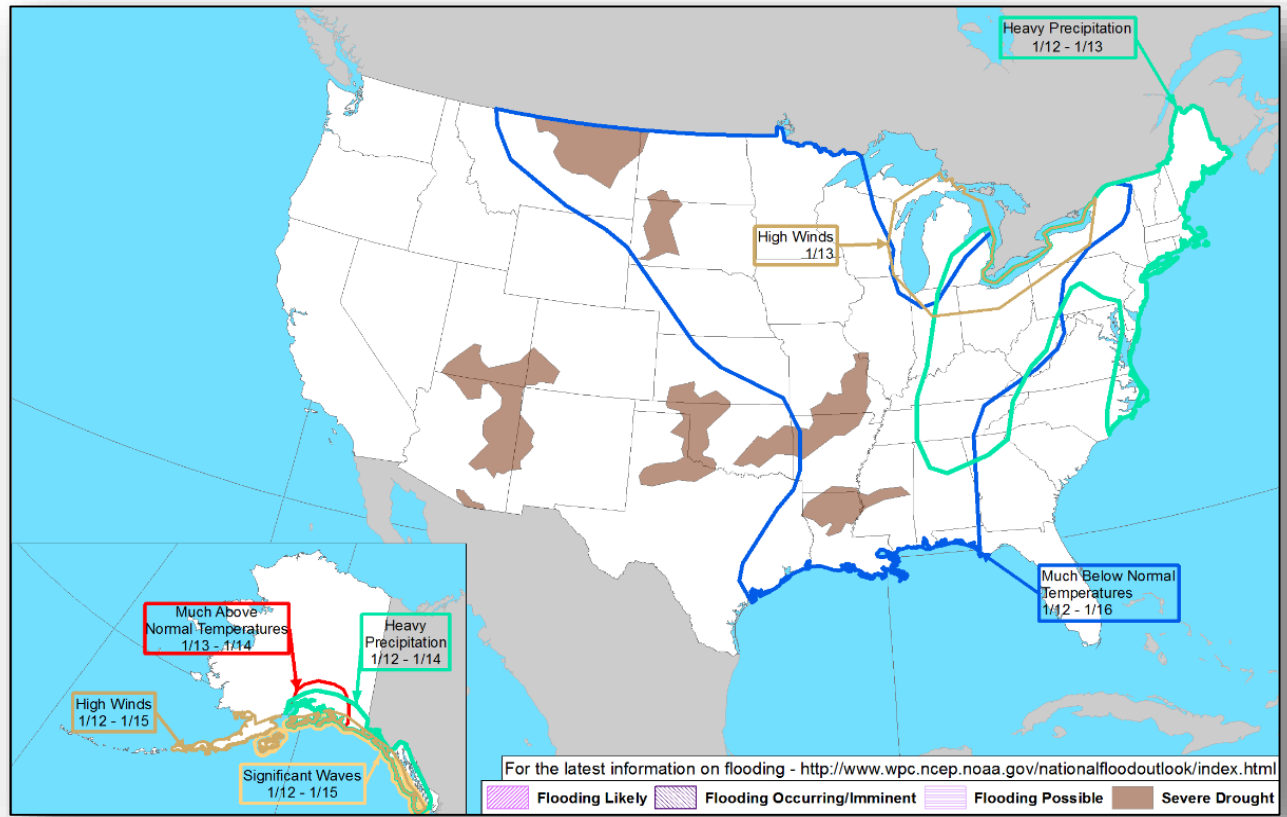 Heavy Precipitation
1/12 - 1/13
High Winds
1/13
Much Below Normal
Temperatures
1/12 - 1/16
Much Above
Normal Temperatures
1/13 - 1/14
Heavy
Precipitation
1/12 - 1/14
High Winds
1/12 - 1/15
Significant Waves
1/12 - 1/15
For the latest information on flooding - http://www.wpc.ncep.noaa.gov/nationalfloodoutlook/index.html
Flooding Likely
Flooding Occurring/Imminent
Flooding Possible
Severe Drought